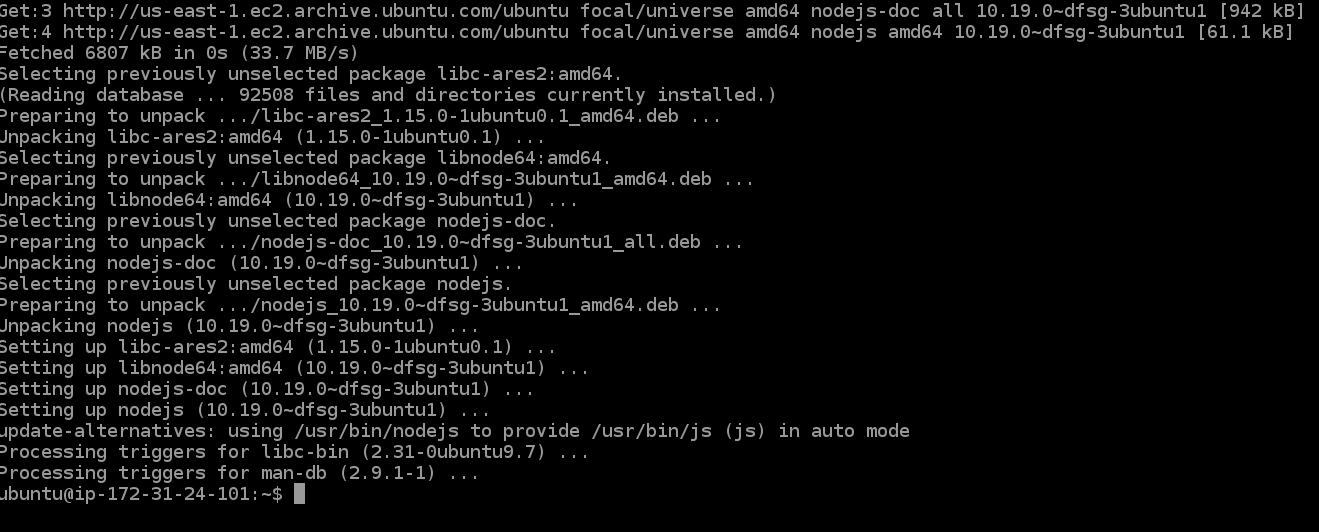 Get:3 http://us-east-1.ec2.archive.ubuntu.com/ubuntu focal/universe amd64 nodejs-doc all 10.19.0~dfsg-3ubuntu1 [942 kB]
Get:4 http://us-east-1.ec2.archive.ubuntu.com/ubuntu focal/universe amd64 nodejs amd64 10.19.0~dfsg-3ubuntu1 [61.1 kB]
Fetched 6807 kB in 0s (33.7 MB/s)
Selecting previously unselected package libc-ares2:amd64.
(Reading database ... 92508 files and directories currently installed.)
Preparing to unpack .../libc-ares2_1.15.0-1ubuntu0.1_amd64.deb ...
Unpacking libc-ares2:amd64 (1.15.0-1ubuntu0.1) ...
Selecting previously unselected package libnode64:amd64.
Preparing to unpack .../libnode64_10.19.0~dfsg-3ubuntu1_amd64.deb ...
Unpacking libnode64:amd64 (10.19.0~dfsg-3ubuntu1) ...
Selecting previously unselected package nodejs-doc.
Preparing to unpack .../nodejs-doc_10.19.0~dfsg-3ubuntu1_all.deb ...
Unpacking nodejs-doc (10.19.0~dfsg-3ubuntu1) ...
Selecting previously unselected package nodejs.
Preparing to unpack .../nodejs_10.19.0~dfsg-3ubuntu1_amd64.deb ...
Unpacking nodejs (10.19.0~dfsg-3ubuntu1) ...
Setting up libc-ares2:amd64 (1.15.0-1ubuntu0.1) ...
Setting up libnode64:amd64 (10.19.0~dfsg-3ubuntu1) ...
Setting up nodejs-doc (10.19.0~dfsg-3ubuntu1) ...
Setting up nodejs (10.19.0~dfsg-3ubuntu1) ...
update-alternatives: using /usr/bin/nodejs to provide /usr/bin/js (js) in auto mode
Processing triggers for libc-bin (2.31-0ubuntu9.7) ...
Processing triggers for man-db (2.9.1-1) ...
ubuntu@ip-172-31-24-101:~$